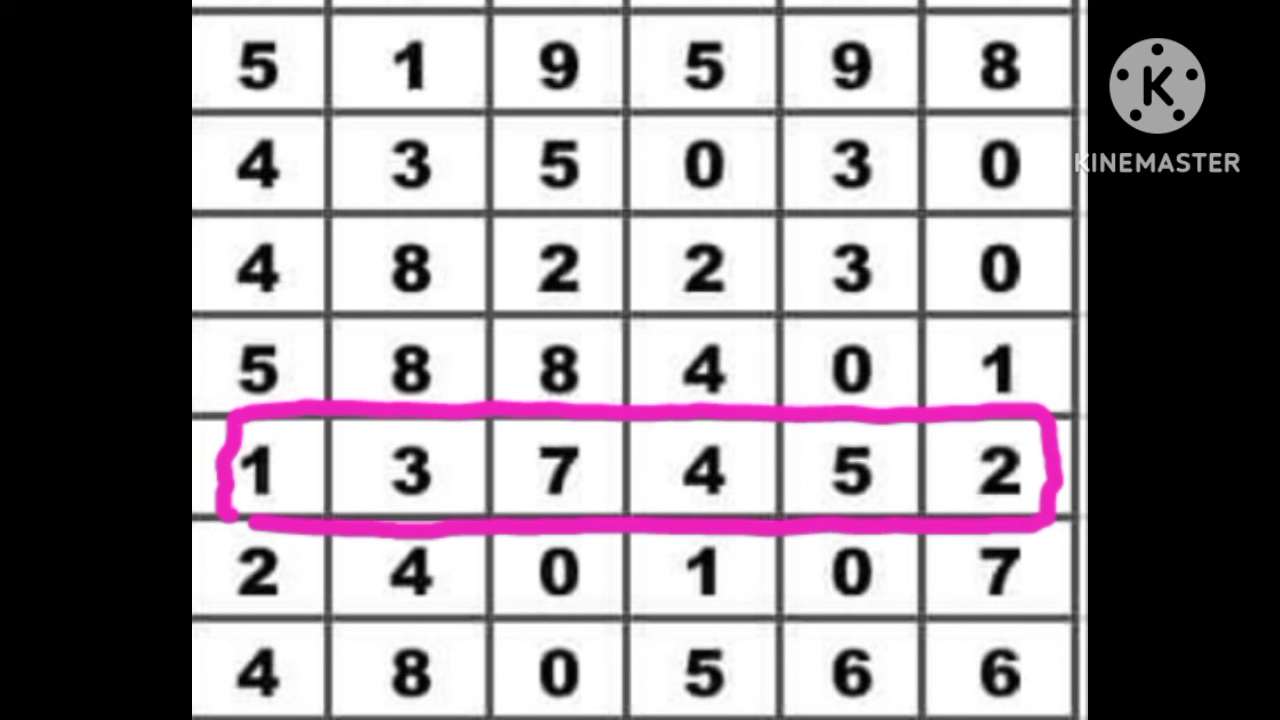 5 1 9 5 9 8
K
4 3 5 0 3 0
KINEMASTER
4 8 2 2 3 0
5 8 8 4 0 1
1 3 7 4 5 2
2 4 0 1 0 7
4 8 0 5 6 6